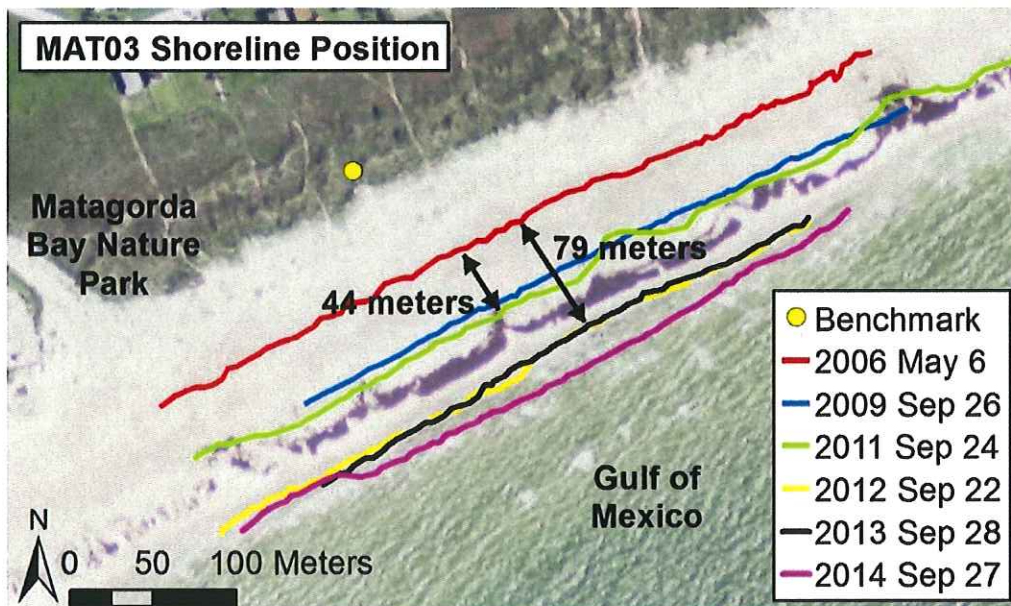 MAT03 Shoreline Position
Matagorda
Bay Nature
Park
79 meters
44 meters
Gulf of
Mexico
N
0 50 100 Meters
Benchmark
2006 May 6
2009 Sep 26
2011 Sep 24
2012 Sep 22
2013 Sep 28
2014 Sep 27